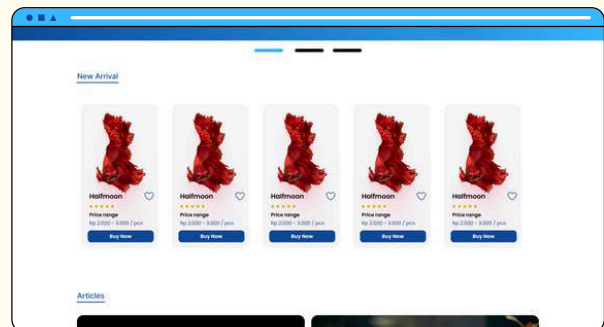 New Arrival
Halfmoon Halfmoon Halfmoon Halfmoon Halfmoon
Price range Price range Price range Price range Price range
Rp 2.000 - 3.000 / pcs Rp 2.000 - 3.000 / pcs Rp 2.000 - 3.000 / pcs Rp 2.000 - 3.000 / pcs Rp 2.000 - 3.000 / pcs
Buy Now Buy Now Buy Now Buy Now Buy Now
Articles